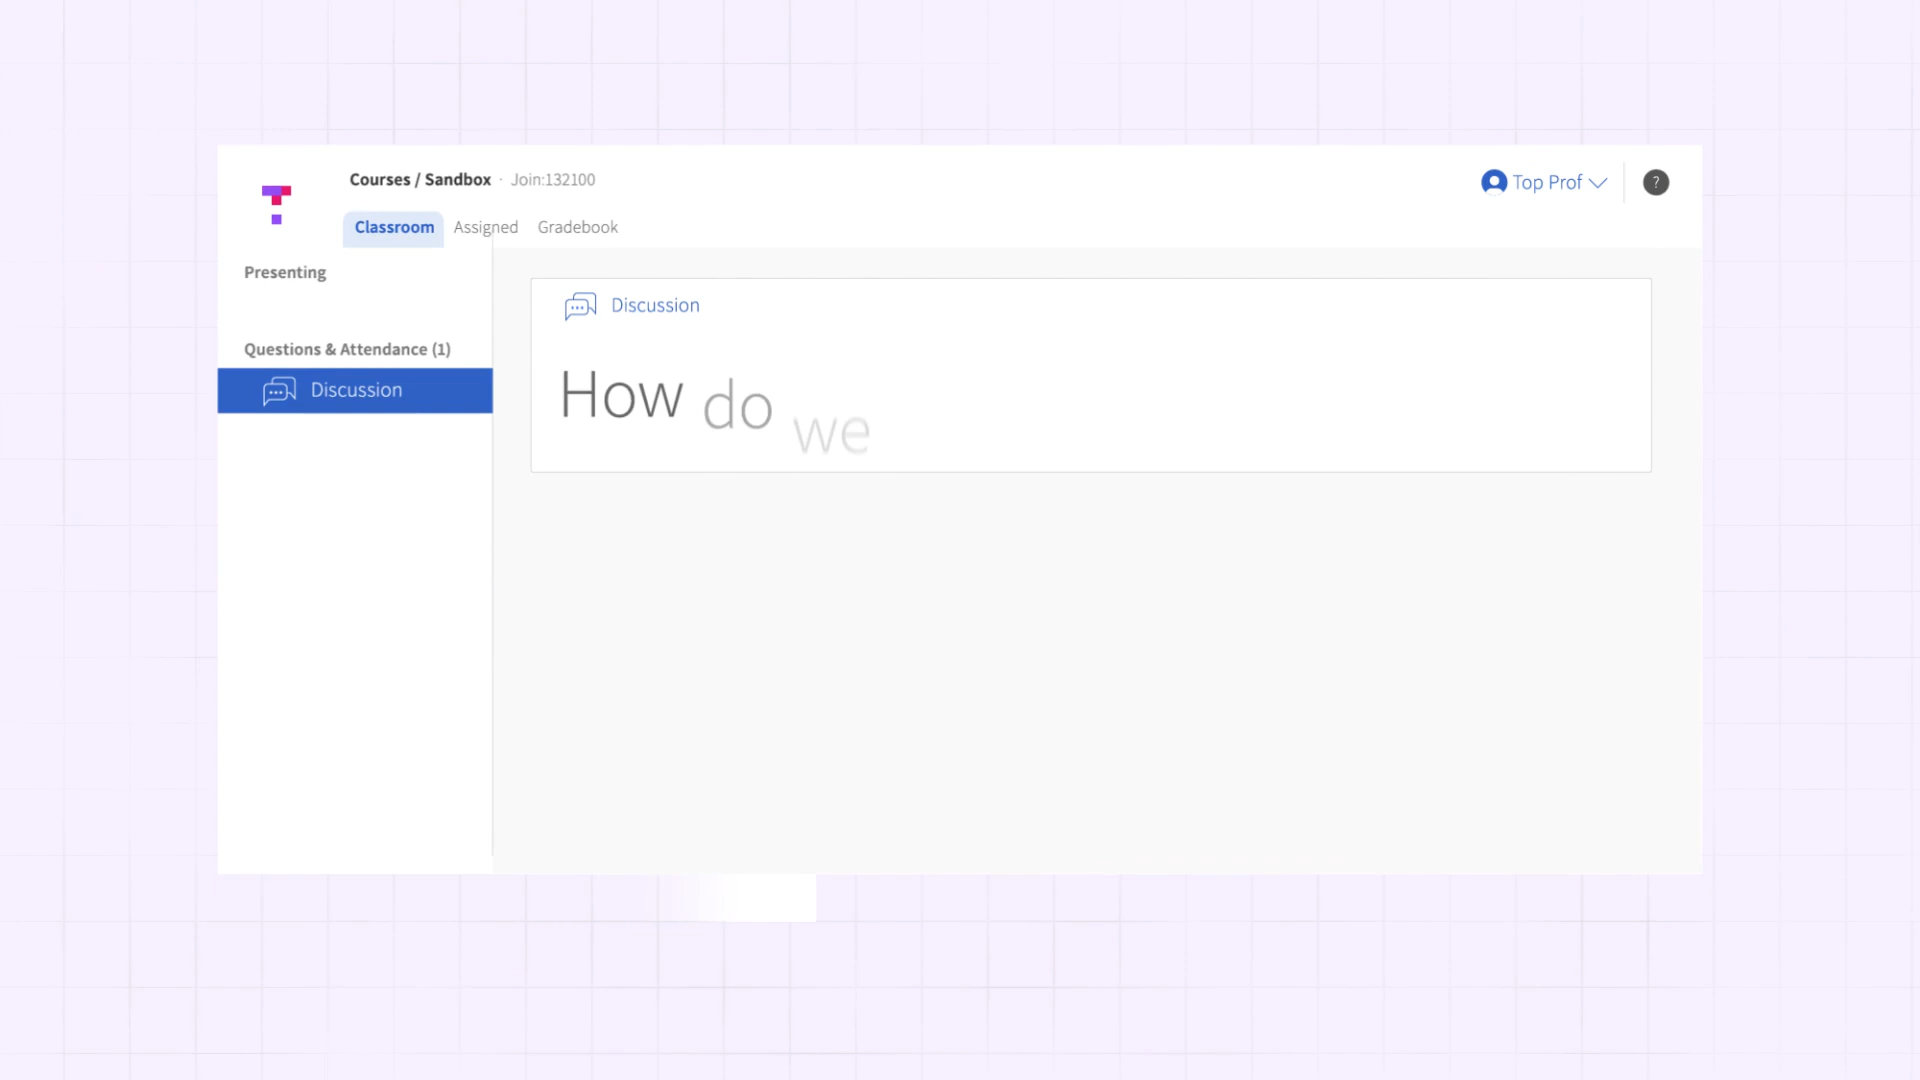 Courses / Sandbox · Join:132100
Top Prof
?
Classroom Assigned Gradebook
Presenting
Questions & Attendance (1)
Discussion
Discussion
How do we